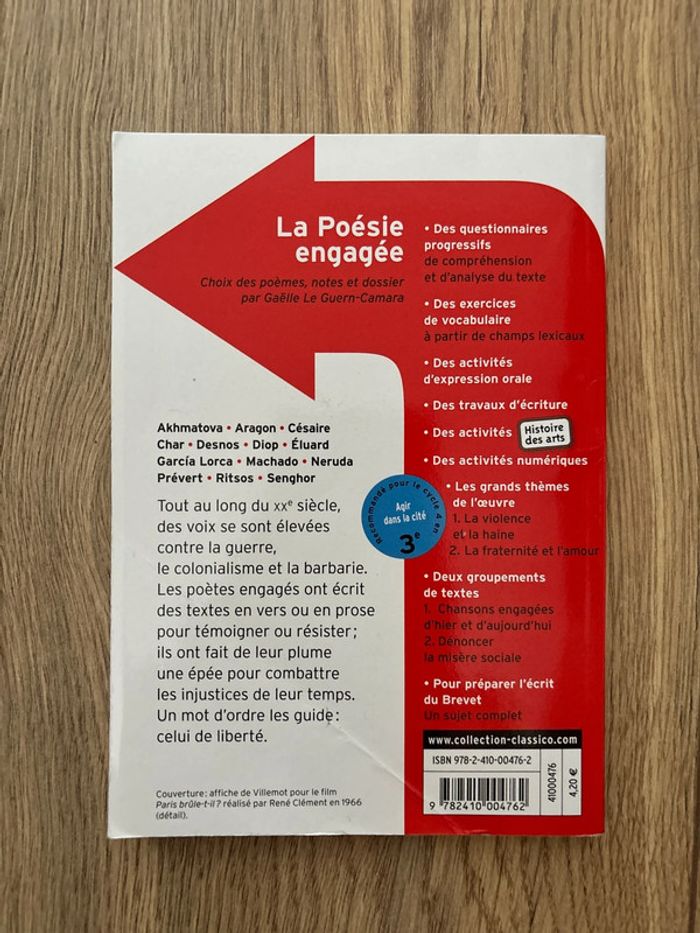 La Poésie
engagée
Choix des poèmes, notes et dossier
par Gaëlle Le Guern-Camara
Akhmatova • Aragon • Césaire
Char • Desnos • Diop • Éluard
García Lorca • Machado • Neruda
Prévert • Ritsos • Senghor
Tout au long du XXe siècle,
des voix se sont élevées
contre la guerre,
le colonialisme et la barbarie.
Les poètes engagés ont écrit
des textes en vers ou en prose
pour témoigner ou résister ;
ils ont fait de leur plume
une épée pour combattre
les injustices de leur temps.
Un mot d'ordre les guide :
celui de liberté.
Couverture : affiche de Villemot pour le film
Paris brûle-t-il ? réalisé par René Clément en 1966
(détail).
Recommandé pour le cycle 4 en
Agir
dans la cité
3e
• Des questionnaires
progressifs
de compréhension
et d'analyse du texte
• Des exercices
de vocabulaire
à partir de champs lexicaux
• Des activités
d'expression orale
• Des travaux d'écriture
• Des activités Histoire
des arts
• Des activités numériques
• Les grands thèmes
de l'œuvre
1. La violence
et la haine
2. La fraternité et l'amour
• Deux groupements
de textes
1. Chansons engagées
d'hier et d'aujourd'hui
2. Dénoncer
la misère sociale
• Pour préparer l'écrit
du Brevet
Un sujet complet
www.collection-classico.com
ISBN 978-2-410-00476-2
9 782410 004762
41000476
4,20 €